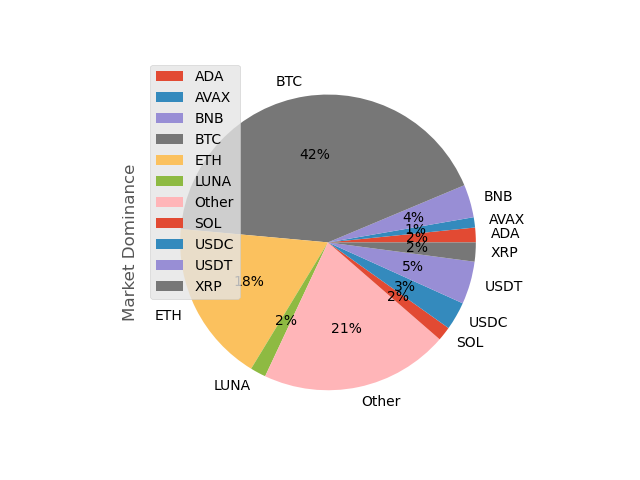 Market Dominance
ADA
AVAX
BNB
BTC
ETH
LUNA
Other
SOL
USDC
USDT
XRP
BTC
42%
BNB
4%
AVAX
1%
ADA
2%
XRP
2%
USDT
5%
USDC
3%
SOL
2%
Other
21%
LUNA
2%
ETH
18%